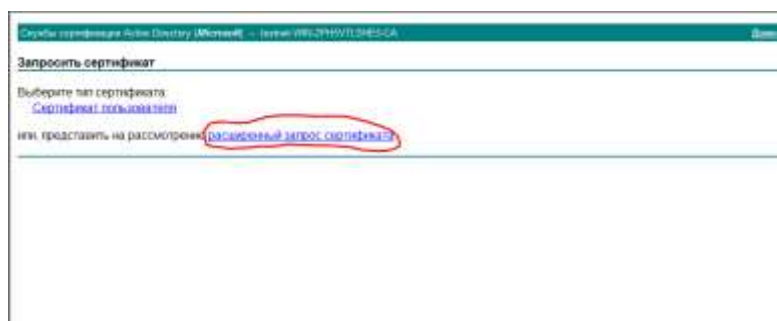 Службы сертификации Active Directory (Microsoft) --
Запросить сертификат
Выберите тип сертификата:
Сертификат пользователя
или, представить на рассмотрение расширенный запрос сертификата